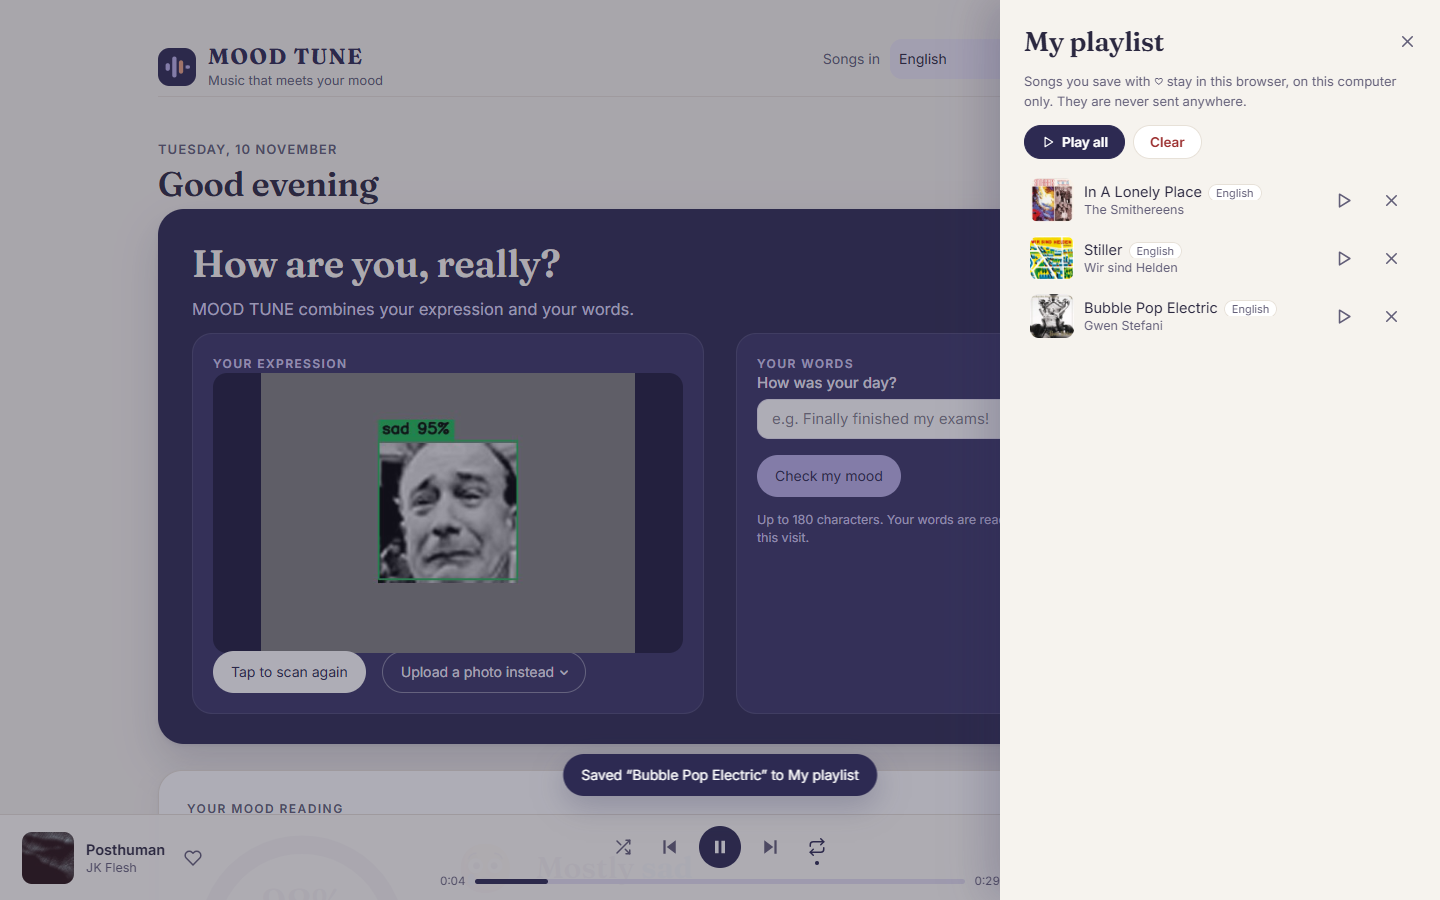 MOOD TUNE
Music that meets your mood
Songs in
English
TUESDAY, 10 NOVEMBER
Good evening
How are you, really?
MOOD TUNE combines your expression and your words.
YOUR EXPRESSION
sad 95%
Tap to scan again
Upload a photo instead
YOUR WORDS
How was your day?
e.g. Finally finished my exams!
Check my mood
Up to 180 characters. Your words are
this visit.
Saved “Bubble Pop Electric” to My playlist
YOUR MOOD READING
Mostly sad
Posthuman
JK Flesh
0:04
0:29
My playlist
Songs you save with ♡ stay in this browser, on this computer
only. They are never sent anywhere.
Play all
Clear
In A Lonely Place
English
The Smithereens
Stiller
English
Wir sind Helden
Bubble Pop Electric
English
Gwen Stefani